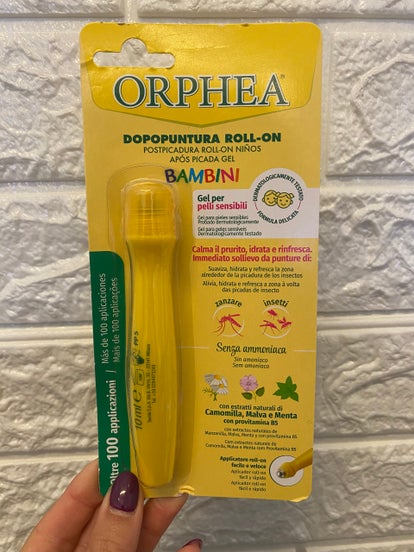 ORPHEA
DOPOPUNTURA ROLL-ON
POSTPICADURA ROLL-ON NIÑOS
APÓS PICADA GEL
BAMBINI
DERMATOLOGICAMENTE TESTATO
FORMULA DELICATA
Gel per
pelli sensibili
Gel para pieles sensibles
Probado dermatológicamente
Gel para peles sensíveis
Dermatologicamente testado
Calma il prurito, idrata e rinfresca.
Immediato sollievo da punture di:
Suaviza, hidrata y refresca la zona
alrededor de la picadura de los insectos
Alivia, hidrata e refresca a zona à volta
das picadas de insecto
zanzare
insetti
Senza ammoniaca
Sin amoniaco
Sem amoniaco
con estratti naturali di
Camomilla, Malva e Menta
con provitamina B5
con extractos naturales de
Manzanilla, Malva, Menta y con provitamina B5
Com extractos naturais de
Camomila, Malva e Menta com Provitamina B5
Applicatore roll-on
facile e veloce
Aplicador roll-on
fácil y rápido
Aplicador roll-on
fácil e rápido
oltre 100 applicazioni /
Más de 100 aplicaciones
Mais de 100 aplicações
10 ml e
PP 5